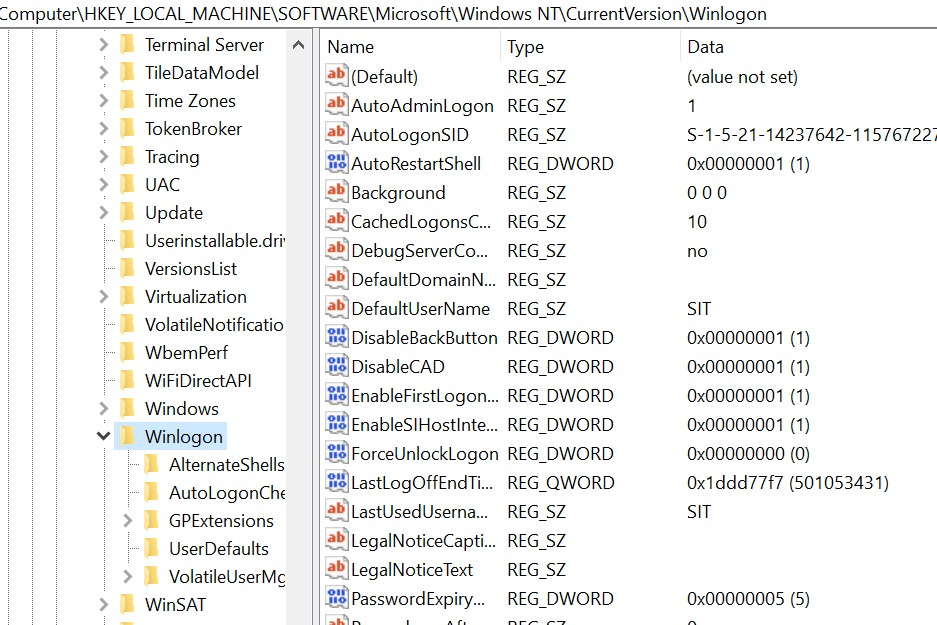 Computer\HKEY_LOCAL_MACHINE\SOFTWARE\Microsoft\Windows NT\CurrentVersion\Winlogon
Terminal Server
TileDataModel
Time Zones
TokenBroker
Tracing
UAC
Update
Userinstallable.dri
VersionsList
Virtualization
VolatileNotificatio
WbemPerf
WiFiDirectAPI
Windows
Winlogon
AlternateShells
AutoLogonChe
GPExtensions
UserDefaults
VolatileUserMg
WinSAT
Name Type Data
(Default) REG_SZ (value not set)
AutoAdminLogon REG_SZ 1
AutoLogonSID REG_SZ S-1-5-21-14237642-115767227
AutoRestartShell REG_DWORD 0x00000001 (1)
Background REG_SZ 0 0 0
CachedLogonsC... REG_SZ 10
DebugServerCo... REG_SZ no
DefaultDomainN... REG_SZ
DefaultUserName REG_SZ SIT
DisableBackButton REG_DWORD 0x00000001 (1)
DisableCAD REG_DWORD 0x00000001 (1)
EnableFirstLogon... REG_DWORD 0x00000001 (1)
EnableSIHostInte... REG_DWORD 0x00000001 (1)
ForceUnlockLogon REG_DWORD 0x00000000 (0)
LastLogOffEndTi... REG_QWORD 0x1ddd77f7 (501053431)
LastUsedUserna... REG_SZ SIT
LegalNoticeCapti... REG_SZ
LegalNoticeText REG_SZ
PasswordExpiry... REG_DWORD 0x00000005 (5)